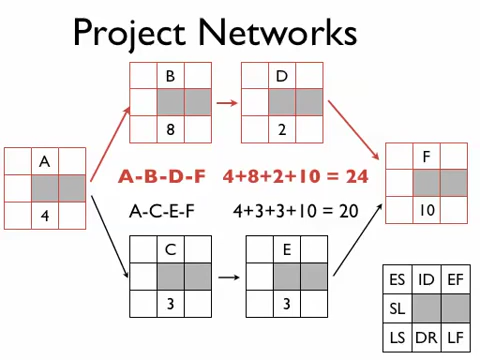 Project Networks
B
D
8
2
A
F
A-B-D-F 4+8+2+10 = 24
4
10
A-C-E-F 4+3+3+10 = 20
C
E
3
3
ES ID EF
SL
LS DR LF